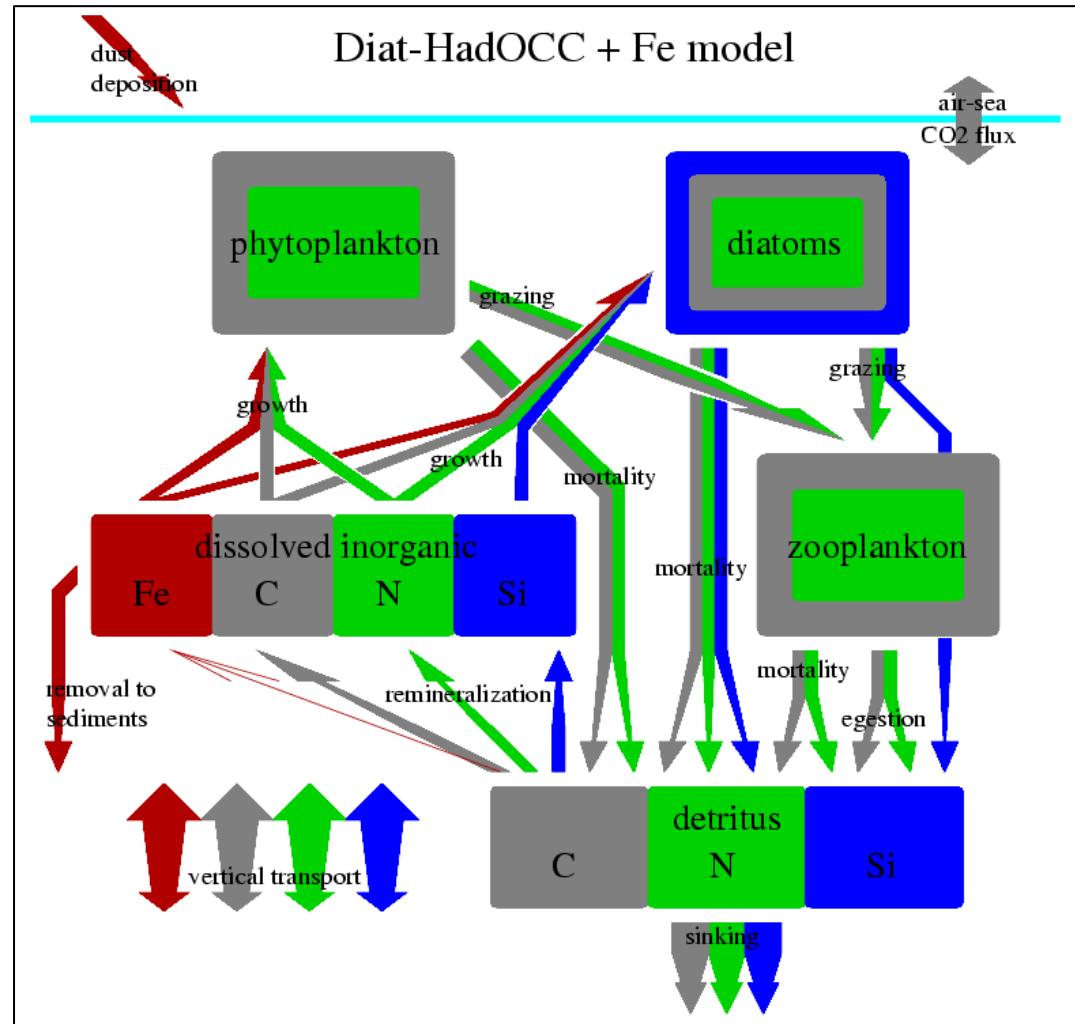 Diat-HadOCC + Fe model
dust
deposition
air-sea
CO2 flux
phytoplankton
diatoms
grazing
grazing
growth
growth
mortality
dissolved inorganic
Fe C N Si
zooplankton
mortality
mortality
removal to
sediments
remineralization
egestion
detritus
C N Si
vertical transport
sinking